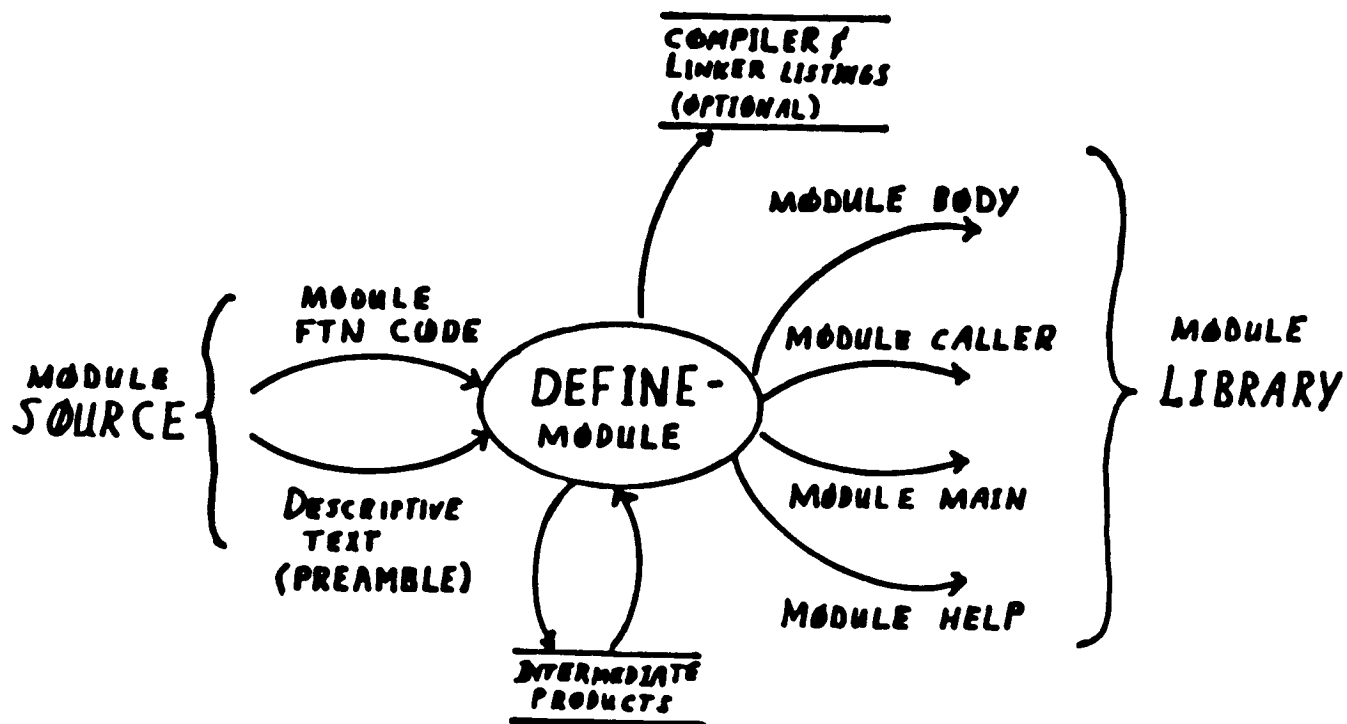 COMPILER &
LINKER LISTINGS
(OPTIONAL)
MODULE BODY
MODULE
FTN CODE
MODULE CALLER
MODULE
LIBRARY
MODULE
SOURCE
DEFINE-
MODULE
DESCRIPTIVE
TEXT
(PREAMBLE)
MODULE MAIN
MODULE HELP
INTERMEDIATE
PRODUCTS